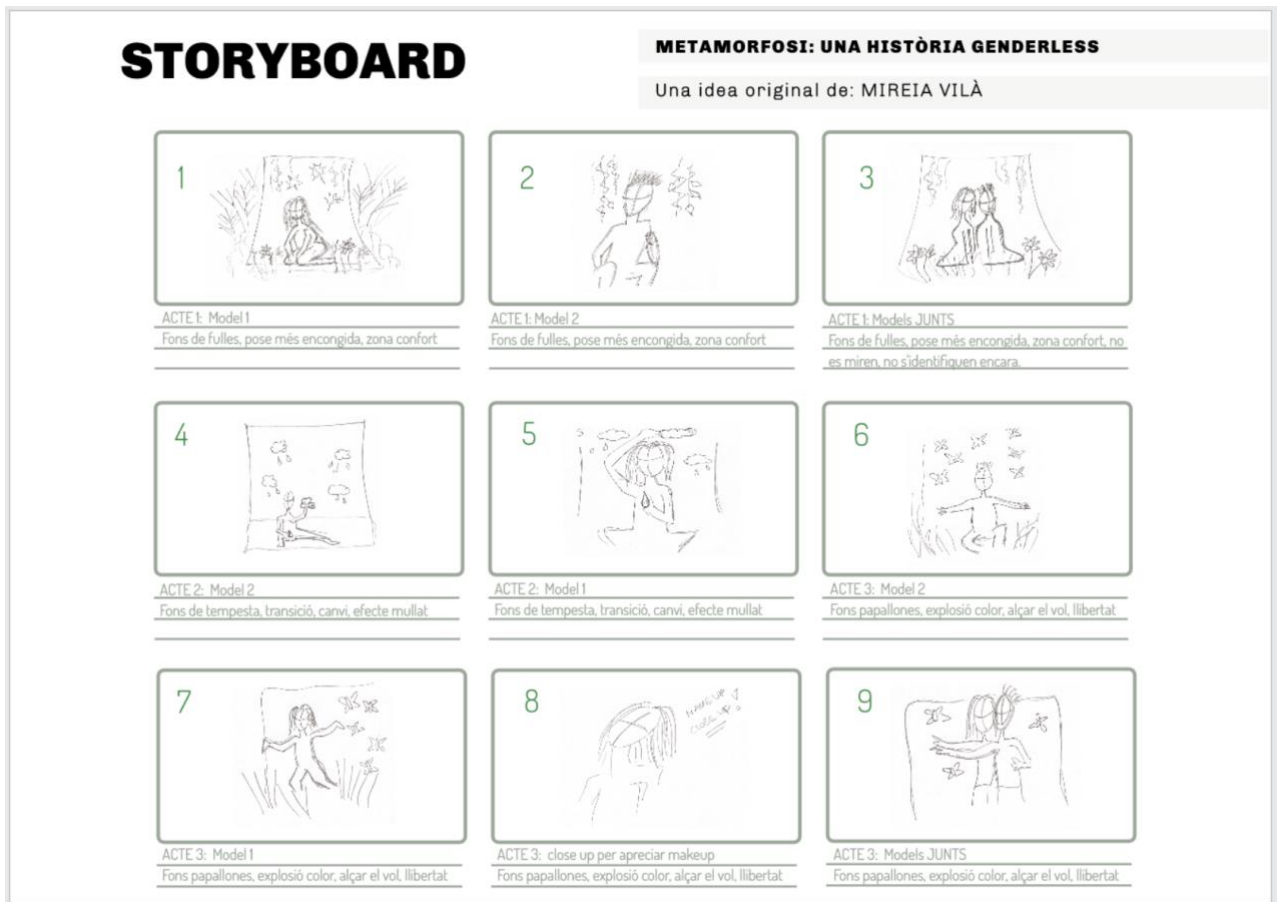 STORYBOARD
METAMORFOSI: UNA HISTÒRIA GENDERLESS
Una idea original de: MIREIA VILÀ
1
ACTE 1: Model 1
Fons de fulles, pose més encongida, zona confort
2
ACTE 1: Model 2
Fons de fulles, pose més encongida, zona confort
3
ACTE 1: Models JUNTS
Fons de fulles, pose més encongida, zona confort, no
es miren, no s'identifiquen encara.
4
ACTE 2: Model 2
Fons de tempesta, transició, canvi, efecte mullat
5
ACTE 2: Model 1
Fons de tempesta, transició, canvi, efecte mullat
6
ACTE 3: Model 2
Fons papallones, explosió color, alçar el vol, llibertat
7
ACTE 3: Model 1
Fons papallones, explosió color, alçar el vol, llibertat
8
MAKE UP
CLOSE UP
ACTE 3: close up per apreciar makeup
Fons papallones, explosió color, alçar el vol, llibertat
9
ACTE 3: Models JUNTS
Fons papallones, explosió color, alçar el vol, llibertat